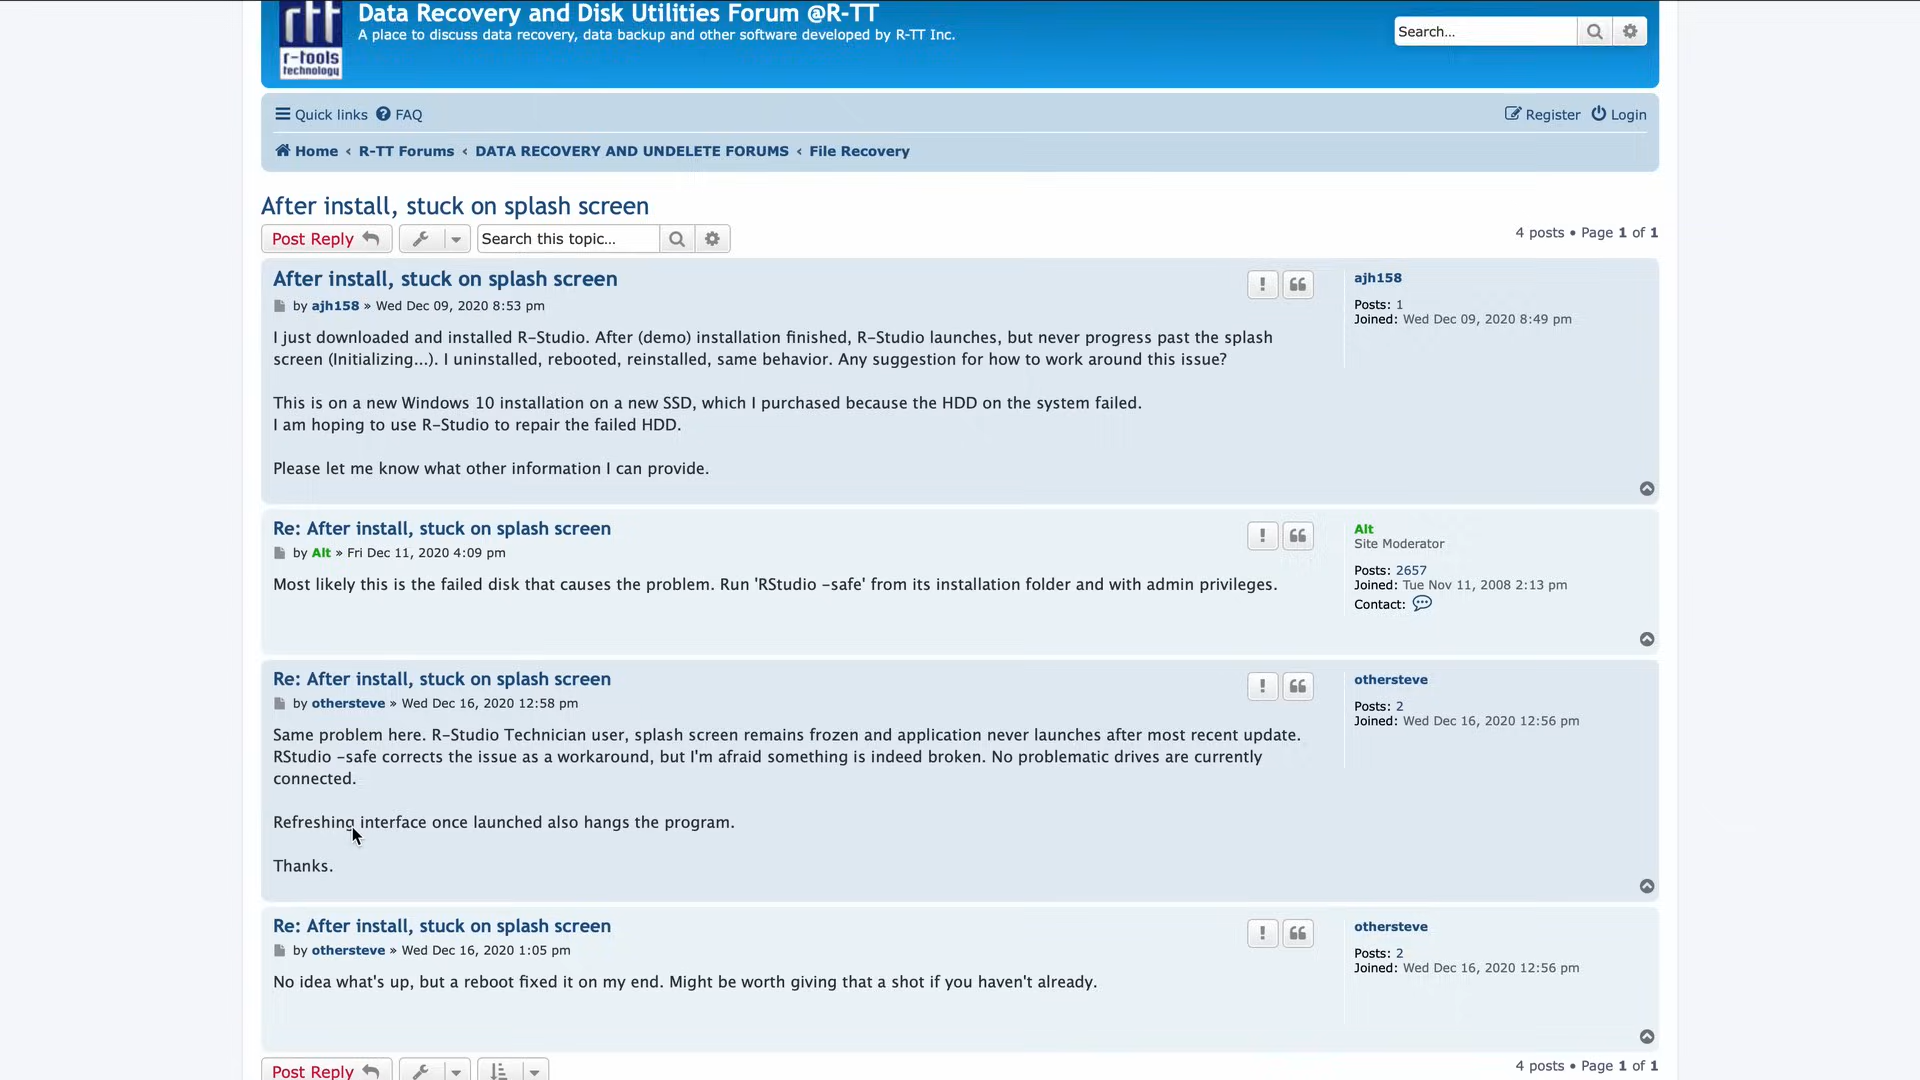 rtt
r-tools
technology
Data Recovery and Disk Utilities Forum @R-TT
A place to discuss data recovery, data backup and other software developed by R-TT Inc.
Search...
Quick links FAQ
Register Login
Home ‹ R-TT Forums ‹ DATA RECOVERY AND UNDELETE FORUMS ‹ File Recovery
After install, stuck on splash screen
Post Reply
Search this topic...
4 posts • Page 1 of 1
After install, stuck on splash screen
by ajh158 » Wed Dec 09, 2020 8:53 pm
I just downloaded and installed R-Studio. After (demo) installation finished, R-Studio launches, but never progress past the splash
screen (Initializing...). I uninstalled, rebooted, reinstalled, same behavior. Any suggestion for how to work around this issue?
This is on a new Windows 10 installation on a new SSD, which I purchased because the HDD on the system failed.
I am hoping to use R-Studio to repair the failed HDD.
Please let me know what other information I can provide.
ajh158
Posts: 1
Joined: Wed Dec 09, 2020 8:49 pm
Re: After install, stuck on splash screen
by Alt » Fri Dec 11, 2020 4:09 pm
Most likely this is the failed disk that causes the problem. Run 'RStudio -safe' from its installation folder and with admin privileges.
Alt
Site Moderator
Posts: 2657
Joined: Tue Nov 11, 2008 2:13 pm
Contact:
Re: After install, stuck on splash screen
by othersteve » Wed Dec 16, 2020 12:58 pm
Same problem here. R-Studio Technician user, splash screen remains frozen and application never launches after most recent update.
RStudio -safe corrects the issue as a workaround, but I'm afraid something is indeed broken. No problematic drives are currently
connected.
Refreshing interface once launched also hangs the program.
Thanks.
othersteve
Posts: 2
Joined: Wed Dec 16, 2020 12:56 pm
Re: After install, stuck on splash screen
by othersteve » Wed Dec 16, 2020 1:05 pm
No idea what's up, but a reboot fixed it on my end. Might be worth giving that a shot if you haven't already.
othersteve
Posts: 2
Joined: Wed Dec 16, 2020 12:56 pm
Post Reply
4 posts • Page 1 of 1